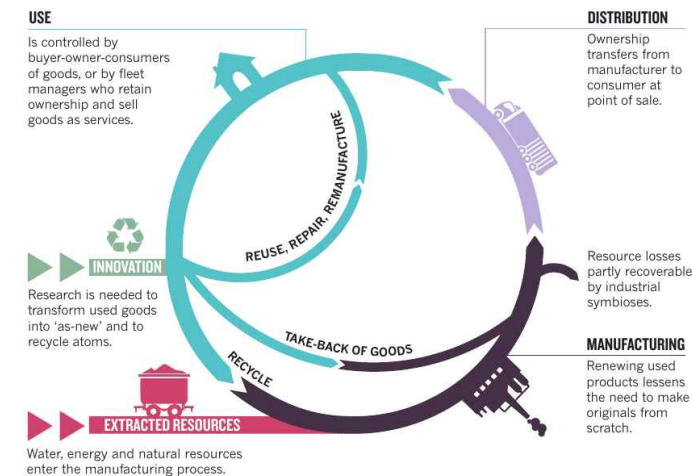 USE
Is controlled by
buyer-owner-consumers
of goods, or by fleet
managers who retain
ownership and sell
goods as services.
DISTRIBUTION
Ownership
transfers from
manufacturer to
consumer at
point of sale.
REUSE, REPAIR, REMANUFACTURE
INNOVATION
Research is needed to
transform used goods
into ‘as-new’ and to
recycle atoms.
Resource losses
partly recoverable
by industrial
symbioses.
TAKE-BACK OF GOODS
RECYCLE
MANUFACTURING
Renewing used
products lessens
the need to make
originals from
scratch.
EXTRACTED RESOURCES
Water, energy and natural resources
enter the manufacturing process.